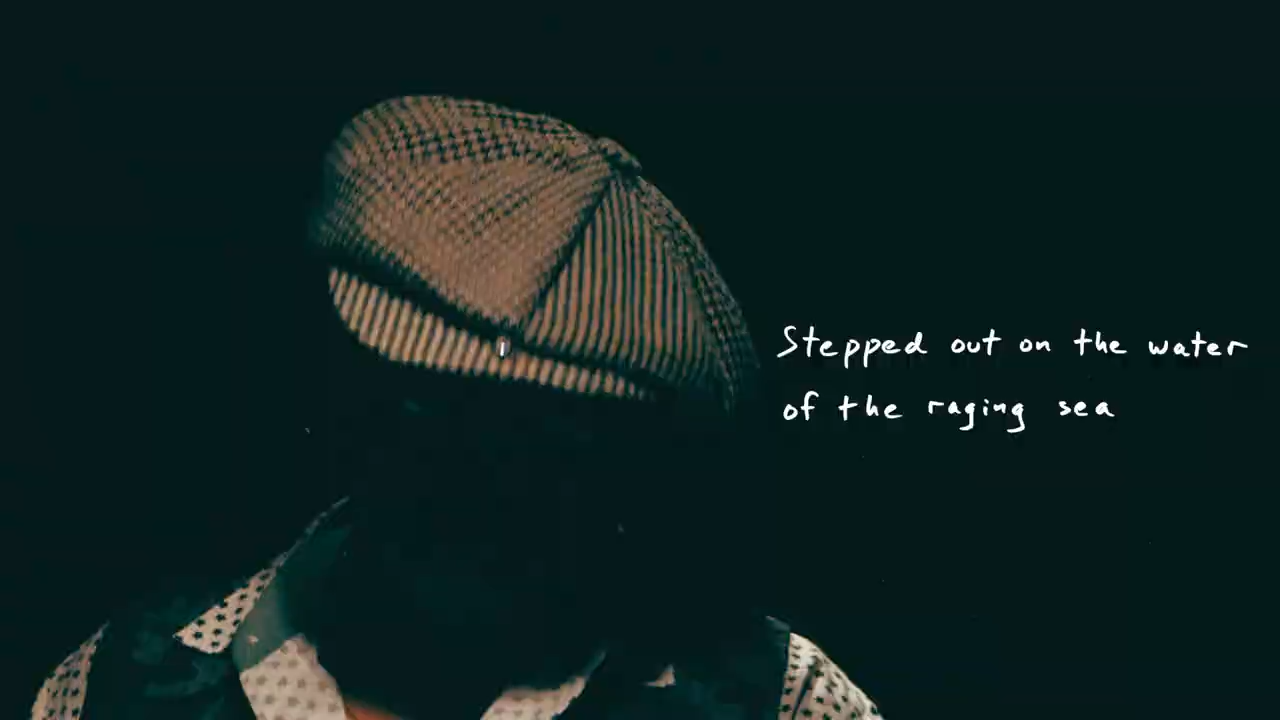 Stepped out on the water
of the raging sea